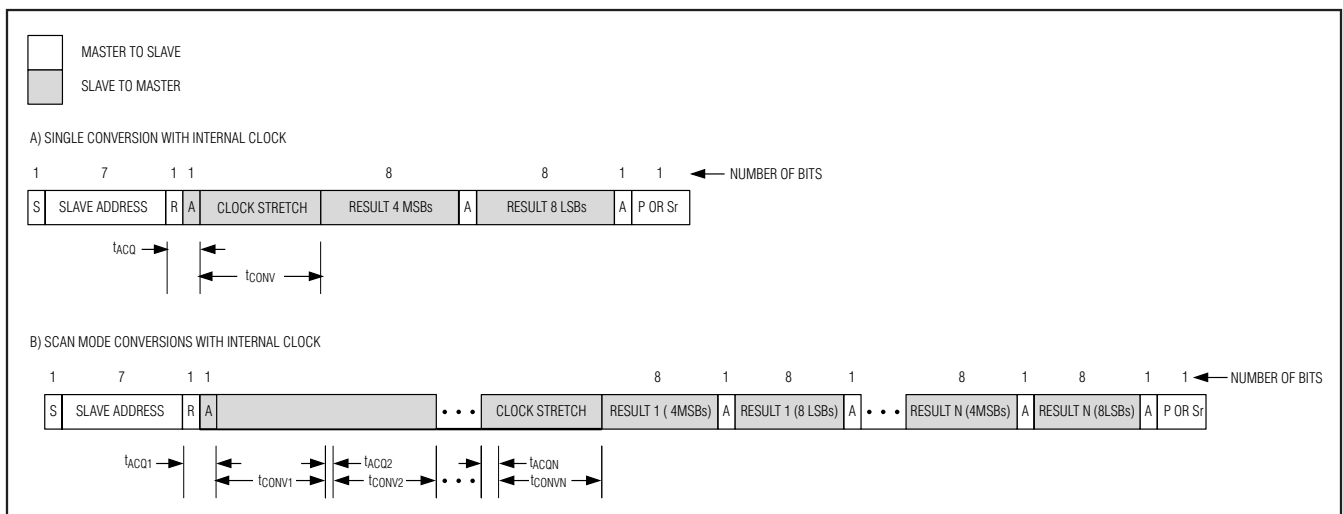 MASTER TO SLAVE
SLAVE TO MASTER
A) SINGLE CONVERSION WITH INTERNAL CLOCK
1 7 1 1 8 8 1 1 NUMBER OF BITS
S SLAVE ADDRESS R A CLOCK STRETCH RESULT 4 MSBs A RESULT 8 LSBs A P OR Sr
tACQ
tCONV
B) SCAN MODE CONVERSIONS WITH INTERNAL CLOCK
1 7 1 1 8 1 8 1 8 1 8 1 1 NUMBER OF BITS
S SLAVE ADDRESS R A • • • CLOCK STRETCH RESULT 1 ( 4MSBs) A RESULT 1 (8 LSBs) A • • • RESULT N (4MSBs) A RESULT N (8LSBs) A P OR Sr
tACQ1 tACQ2 tACQN
tCONV1 tCONV2 • • • tCONVN